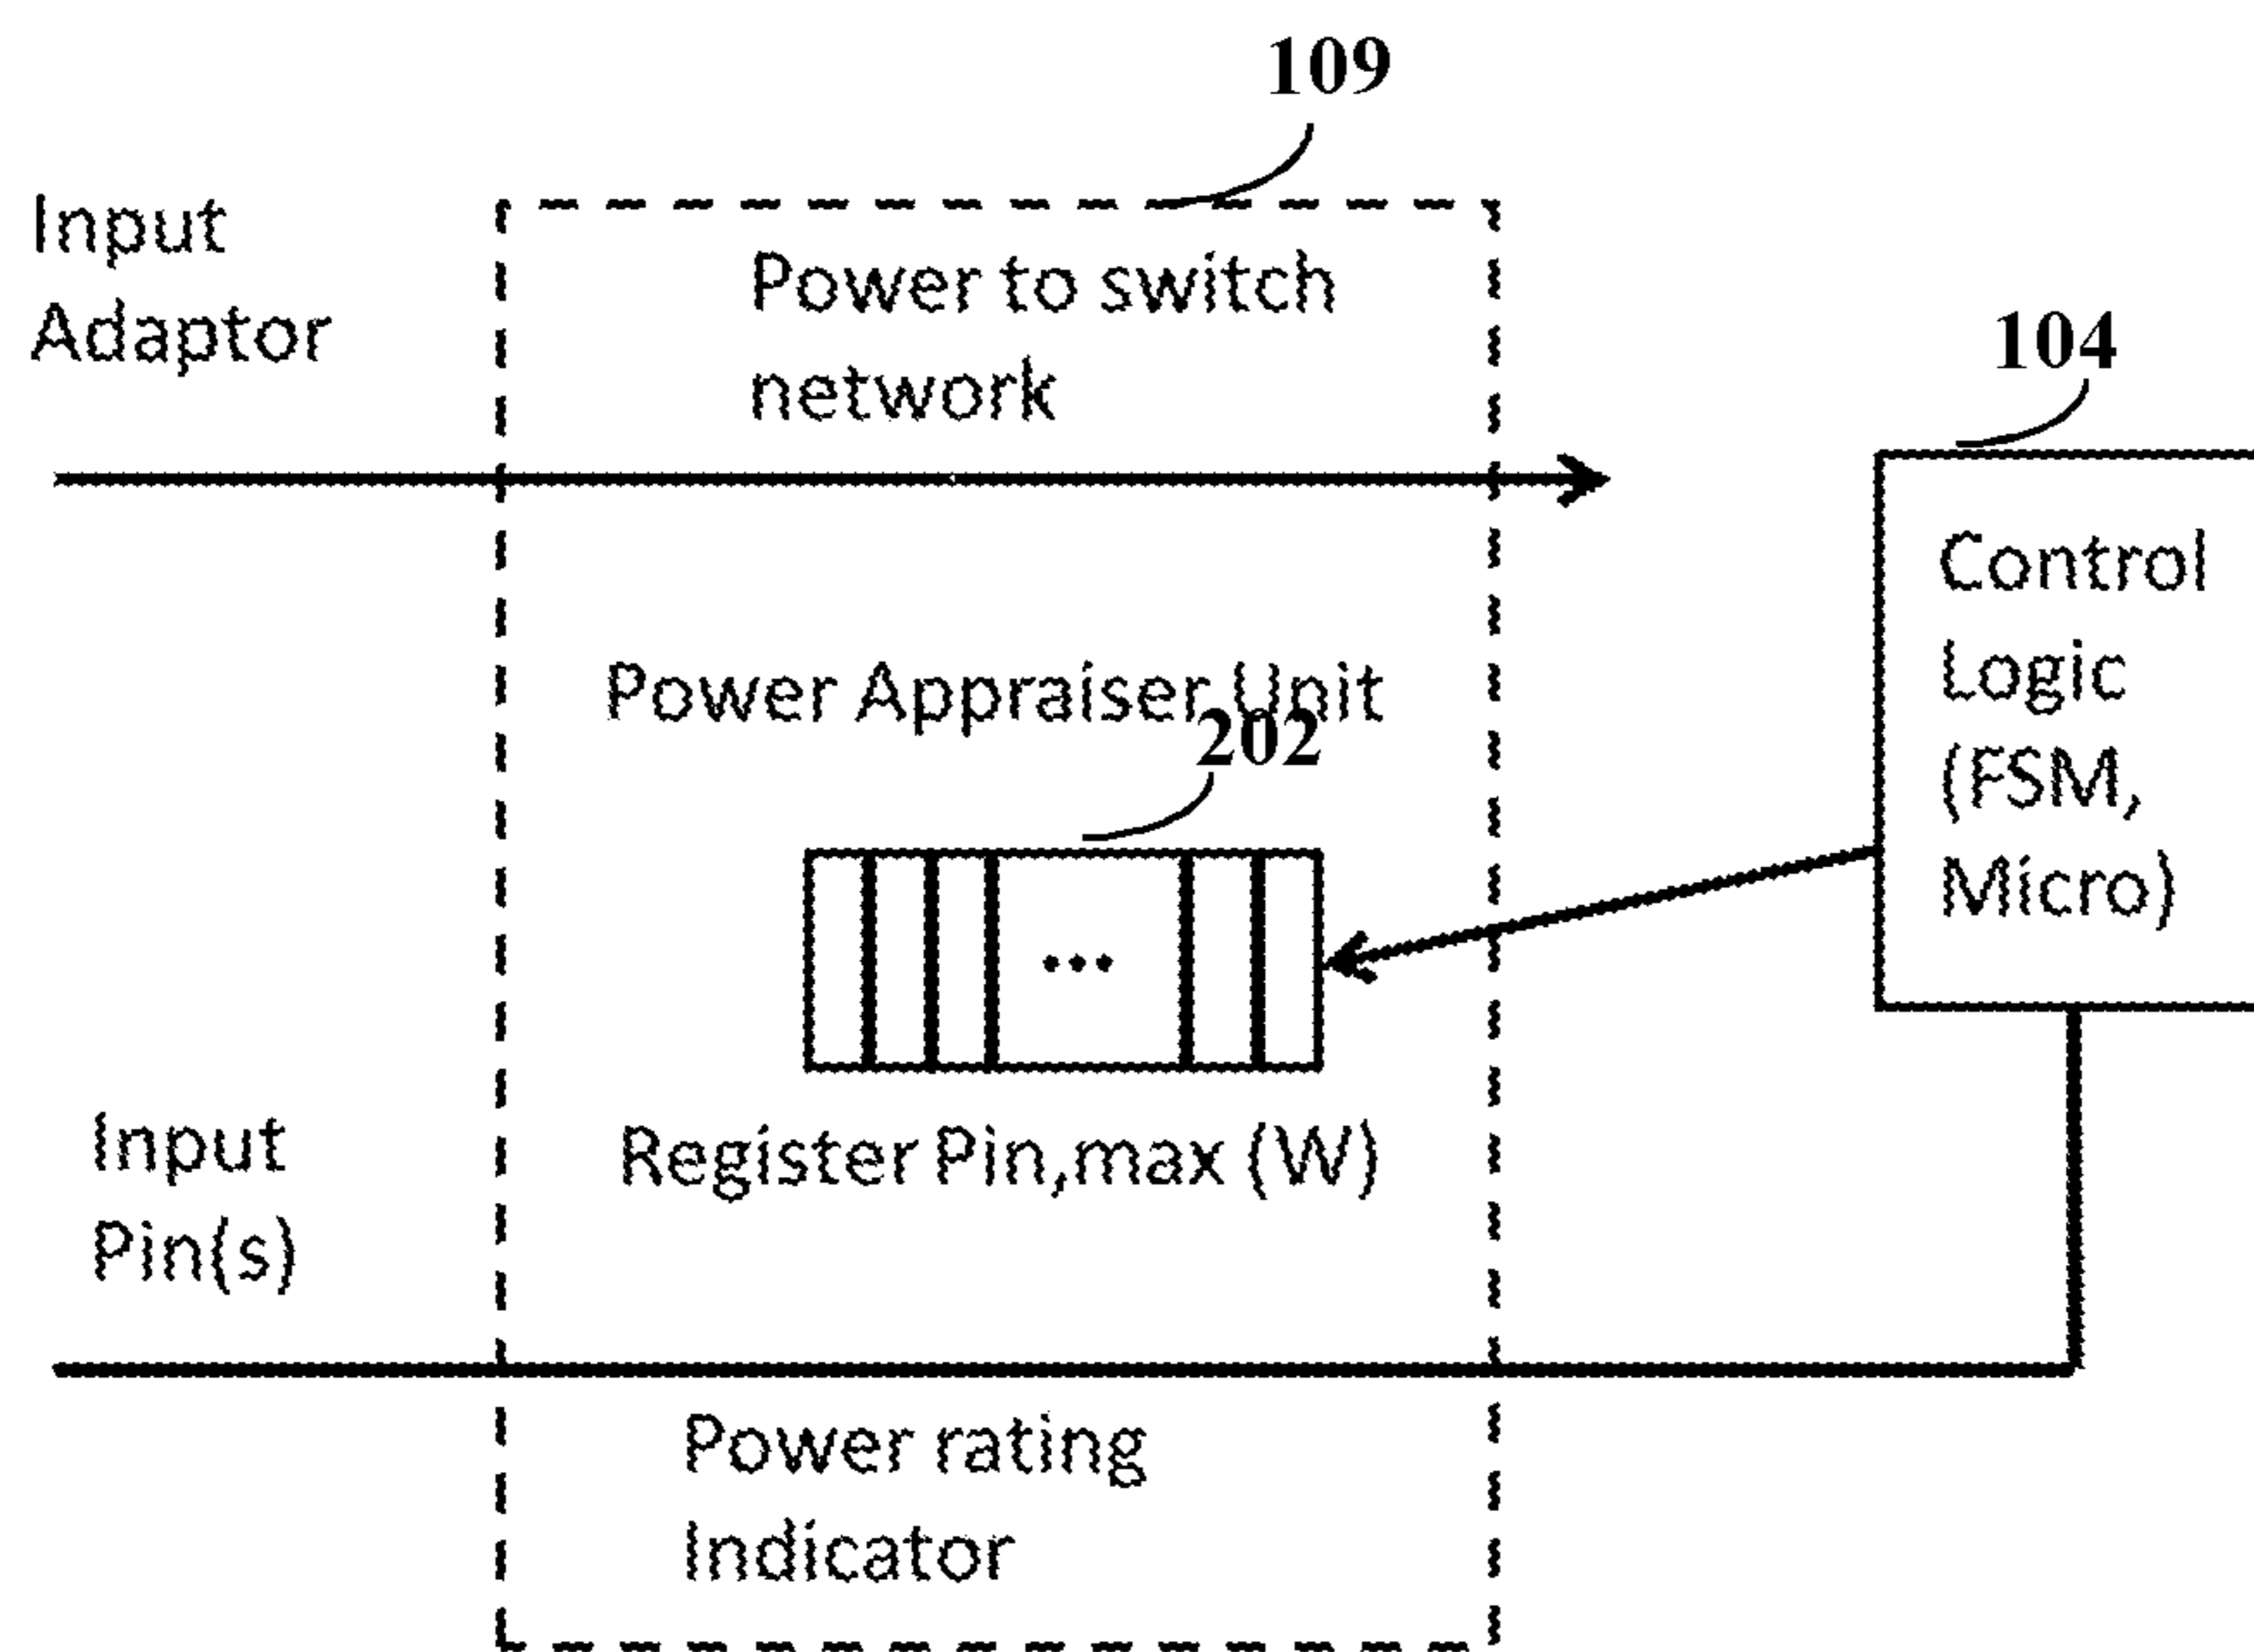 109
Input
Adaptor
Power to switch
network
104
Control
Logic
(FSM,
Micro)
Power Appraiser Unit
202
...
Register Pin,max (W)
Input
Pin(s)
Power rating
Indicator